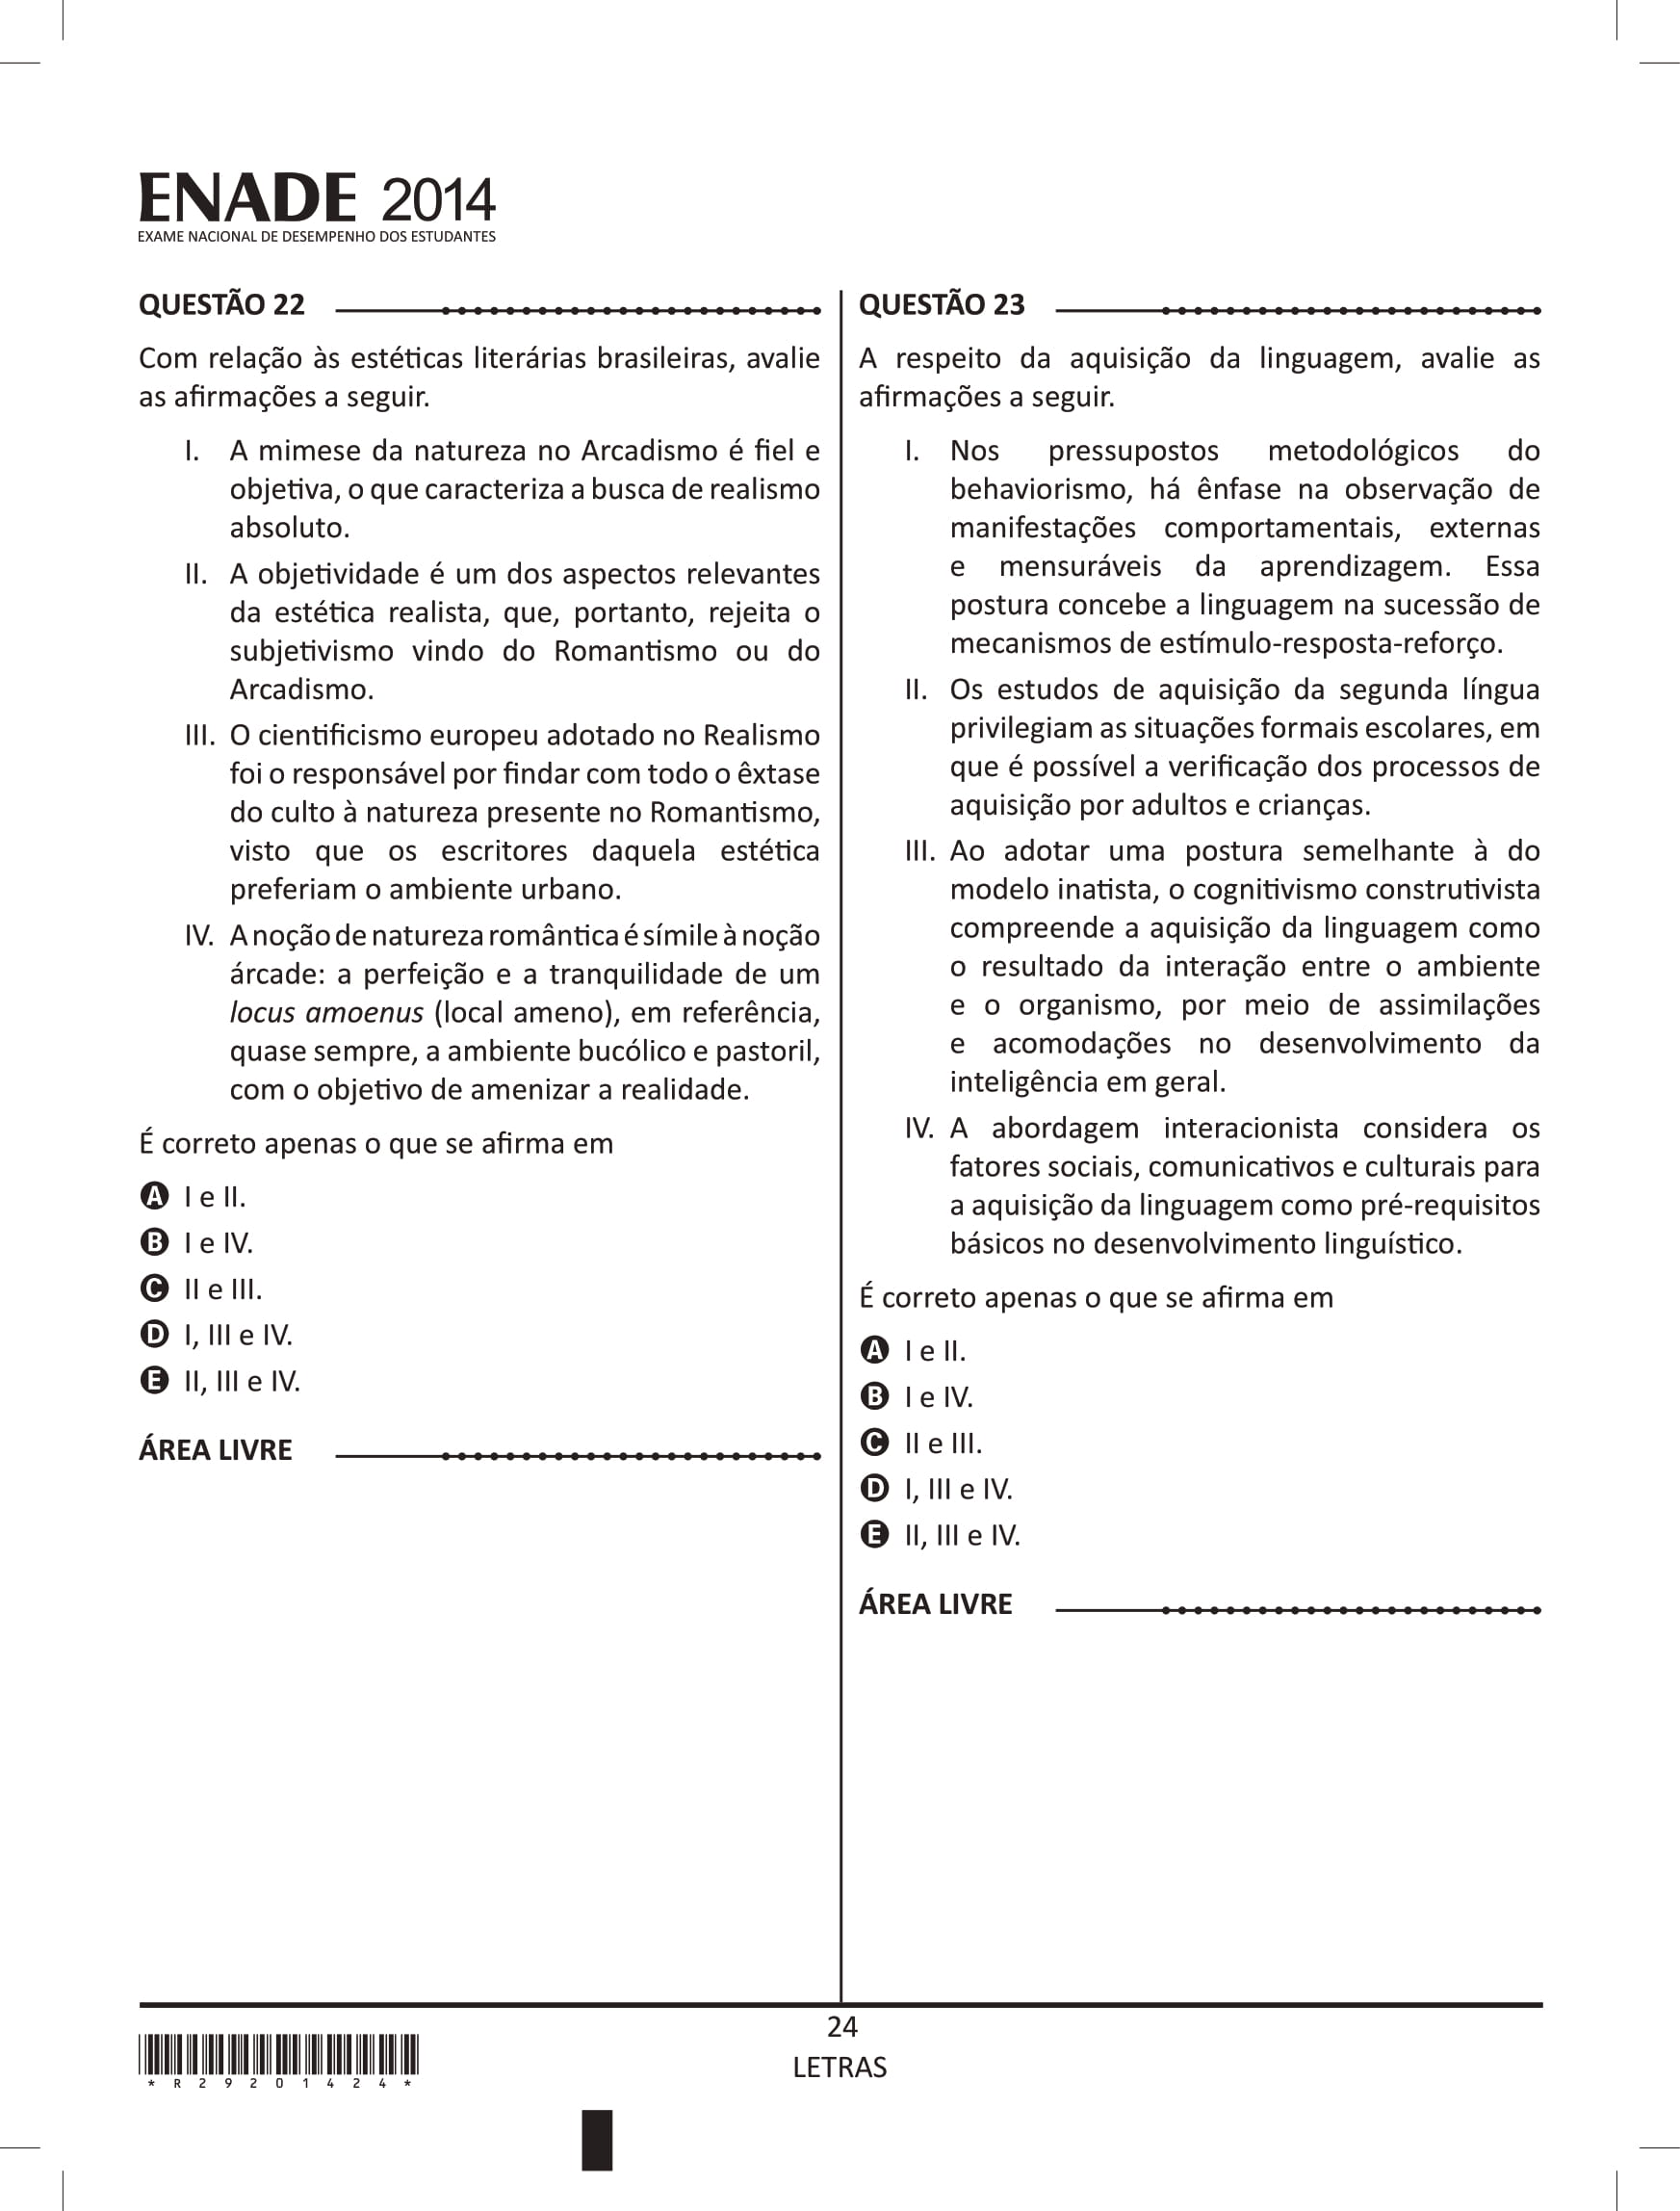 ENADE 2014
EXAME NACIONAL DE DESEMPENHO DOS ESTUDANTES
QUESTÃO 22
Com relação às estéticas literárias brasileiras, avalie
as afirmações a seguir.
I. A mimese da natureza no Arcadismo é fiel e
objetiva, o que caracteriza a busca de realismo
absoluto.
II. A objetividade é um dos aspectos relevantes
da estética realista, que, portanto, rejeita o
subjetivismo vindo do Romantismo ou do
Arcadismo.
III. O cientificismo europeu adotado no Realismo
foi o responsável por findar com todo o êxtase
do culto à natureza presente no Romantismo,
visto que os escritores daquela estética
preferiam o ambiente urbano.
IV. A noção de natureza romântica é símile à noção
árcade: a perfeição e a tranquilidade de um
locus amoenus (local ameno), em referência,
quase sempre, a ambiente bucólico e pastoril,
com o objetivo de amenizar a realidade.
É correto apenas o que se afirma em
A I e II.
B I e IV.
C II e III.
D I, III e IV.
E II, III e IV.
ÁREA LIVRE
QUESTÃO 23
A respeito da aquisição da linguagem, avalie as
afirmações a seguir.
I. Nos pressupostos metodológicos do
behaviorismo, há ênfase na observação de
manifestações comportamentais, externas
e mensuráveis da aprendizagem. Essa
postura concebe a linguagem na sucessão de
mecanismos de estímulo-resposta-reforço.
II. Os estudos de aquisição da segunda língua
privilegiam as situações formais escolares, em
que é possível a verificação dos processos de
aquisição por adultos e crianças.
III. Ao adotar uma postura semelhante à do
modelo inatista, o cognitivismo construtivista
compreende a aquisição da linguagem como
o resultado da interação entre o ambiente
e o organismo, por meio de assimilações
e acomodações no desenvolvimento da
inteligência em geral.
IV. A abordagem interacionista considera os
fatores sociais, comunicativos e culturais para
a aquisição da linguagem como pré-requisitos
básicos no desenvolvimento linguístico.
É correto apenas o que se afirma em
A I e II.
B I e IV.
C II e III.
D I, III e IV.
E II, III e IV.
ÁREA LIVRE
24
LETRAS
* R 2 9 2 0 1 4 2 4 *